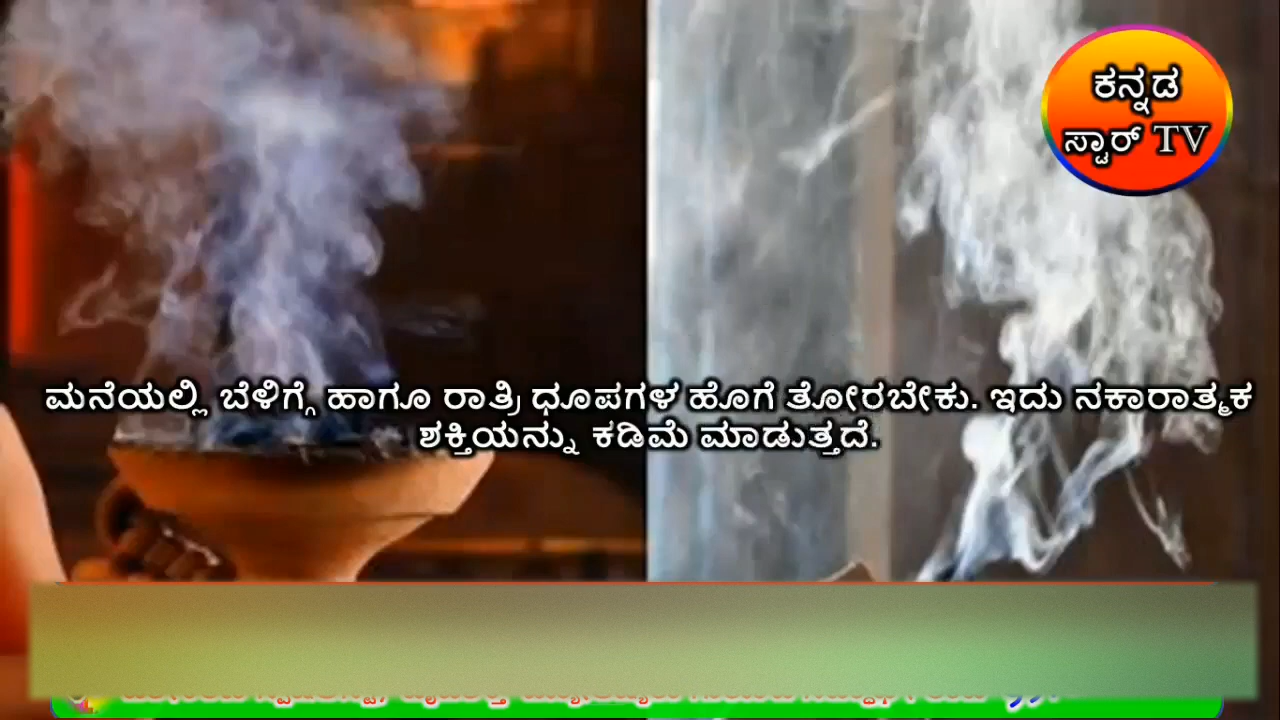 ಕನ್ನಡ
ಸ್ಟಾರ್ TV
ಮನೆಯಲ್ಲಿ ಬೆಳಿಗ್ಗೆ ಹಾಗೂ ರಾತ್ರಿ ಧೂಪಗಳ ಹೊಗೆ ತೋರಬೇಕು. ಇದು ನಕಾರಾತ್ಮಕ
ಶಕ್ತಿಯನ್ನು ಕಡಿಮೆ ಮಾಡುತ್ತದೆ.